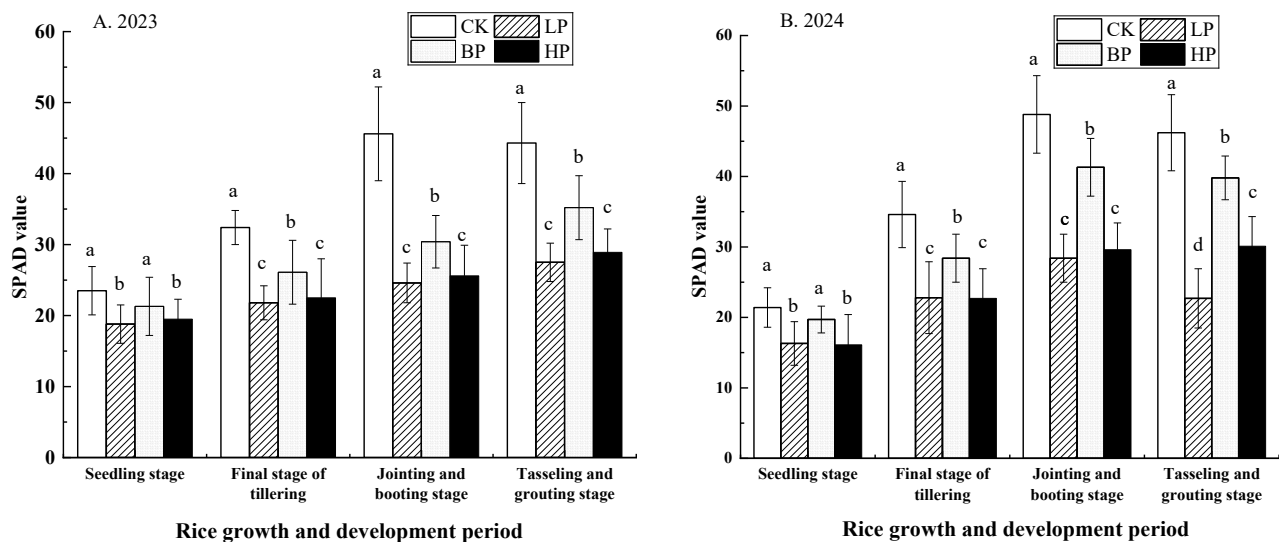 A. 2023
CK LP
BP HP
60
50
40
30
20
10
0
SPAD value
a b a b
a c b c
a c b c
a c b c
Seedling stage
Final stage of
tillering
Jointing and
booting stage
Tasseling and
grouting stage
Rice growth and development period
B. 2024
CK LP
BP HP
60
50
40
30
20
10
0
SPAD value
a b a b
a c b c
a c b c
a d b c
Seedling stage
Final stage of
tillering
Jointing and
booting stage
Tasseling and
grouting stage
Rice growth and development period